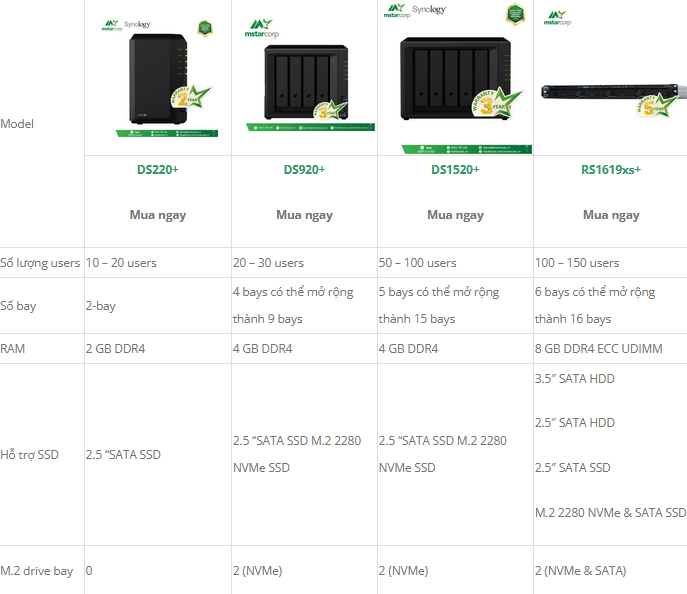 mstarcorp Synology
mstarcorp
mstarcorp Synology
mstarcorp
WARRANTY 2 YEAR
WARRANTY 3 YEAR
WARRANTY 3 YEAR
WARRANTY 5 YEAR
Model
DS220+ DS920+ DS1520+ RS1619xs+
Mua ngay Mua ngay Mua ngay Mua ngay
Số lượng users 10 – 20 users 20 – 30 users 50 – 100 users 100 – 150 users
Số bay 2-bay 4 bays có thể mở rộng thành 9 bays 5 bays có thể mở rộng thành 15 bays 6 bays có thể mở rộng thành 16 bays
RAM 2 GB DDR4 4 GB DDR4 4 GB DDR4 8 GB DDR4 ECC UDIMM
Hỗ trợ SSD 2.5 “SATA SSD 2.5 “SATA SSD M.2 2280 NVMe SSD 2.5 “SATA SSD M.2 2280 NVMe SSD
3.5″ SATA HDD
2.5″ SATA HDD
2.5″ SATA SSD
M.2 2280 NVMe & SATA SSD
M.2 drive bay 0 2 (NVMe) 2 (NVMe) 2 (NVMe & SATA)